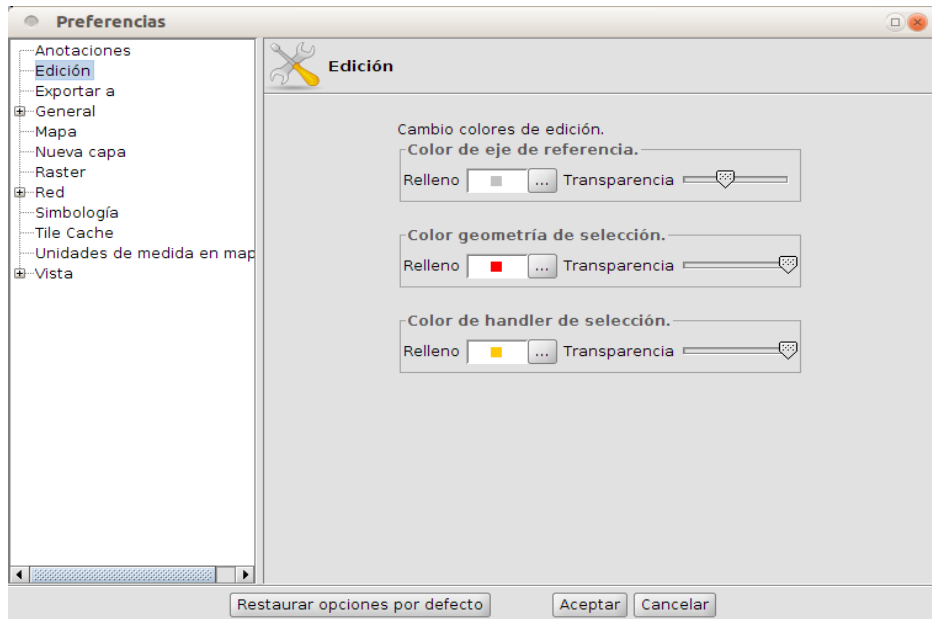 Preferencias
Anotaciones
Edición
Exportar a
General
Mapa
Nueva capa
Raster
Red
Simbología
Tile Cache
Unidades de medida en map
Vista
Edición
Cambio colores de edición.
Color de eje de referencia.
Relleno ... Transparencia
Color geometría de selección.
Relleno ... Transparencia
Color de handler de selección.
Relleno ... Transparencia
Restaurar opciones por defecto Aceptar Cancelar